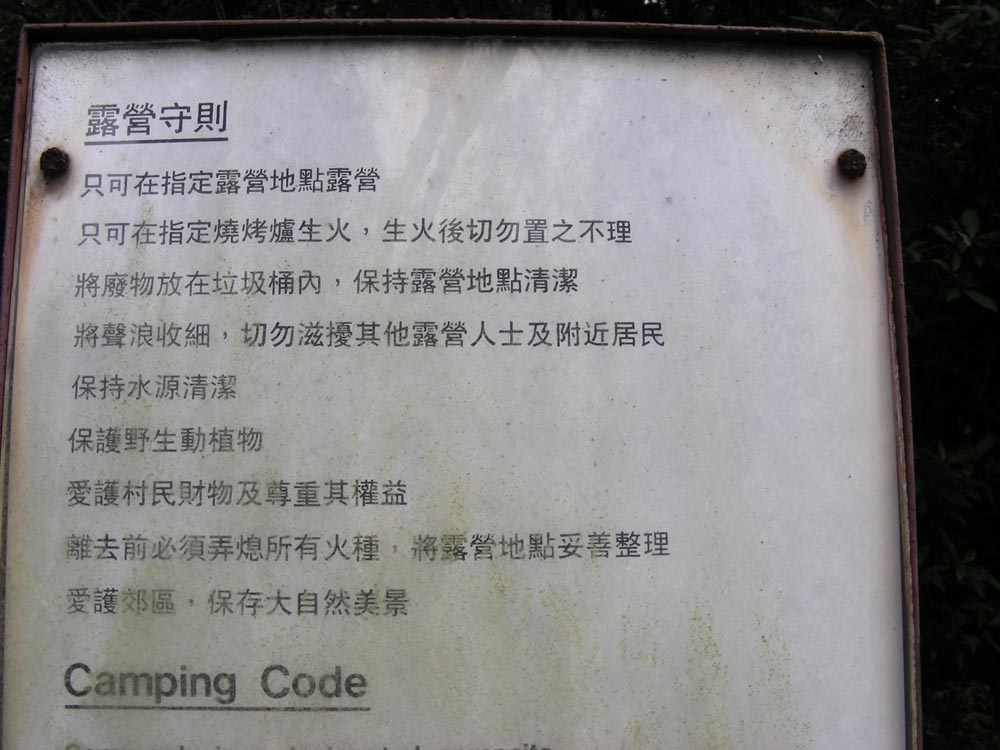 露營守則
只可在指定露營地點露營
只可在指定燒烤爐生火，生火後切勿置之不理
將廢物放在垃圾桶內，保持露營地點清潔
將聲浪收細，切勿滋擾其他露營人士及附近居民
保持水源清潔
保護野生動植物
愛護村民財物及尊重其權益
離去前必須弄熄所有火種，將露營地點妥善整理
愛護郊區，保存大自然美景
Camping Code